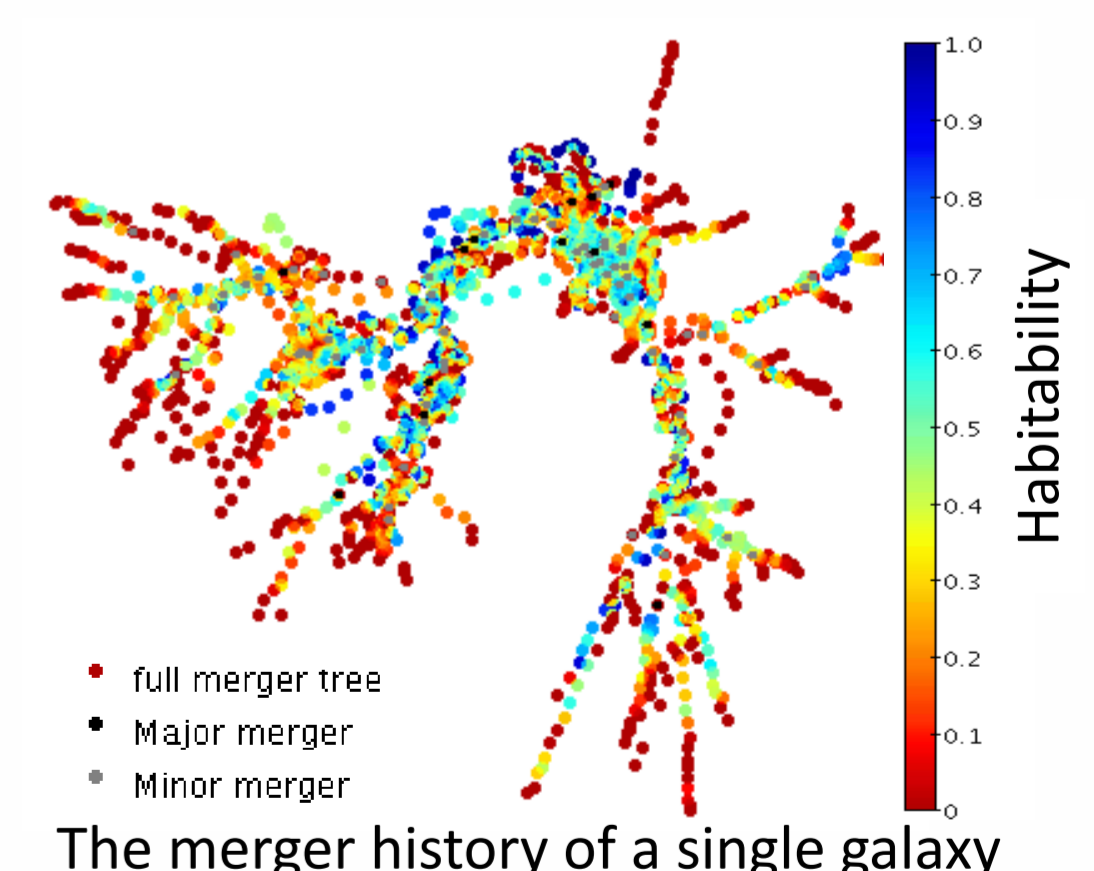 1.0
0.9
0.8
0.7
0.6
0.5
0.4
0.3
0.2
0.1
0
Habitability
full merger tree
Major merger
Minor merger
The merger history of a single galaxy